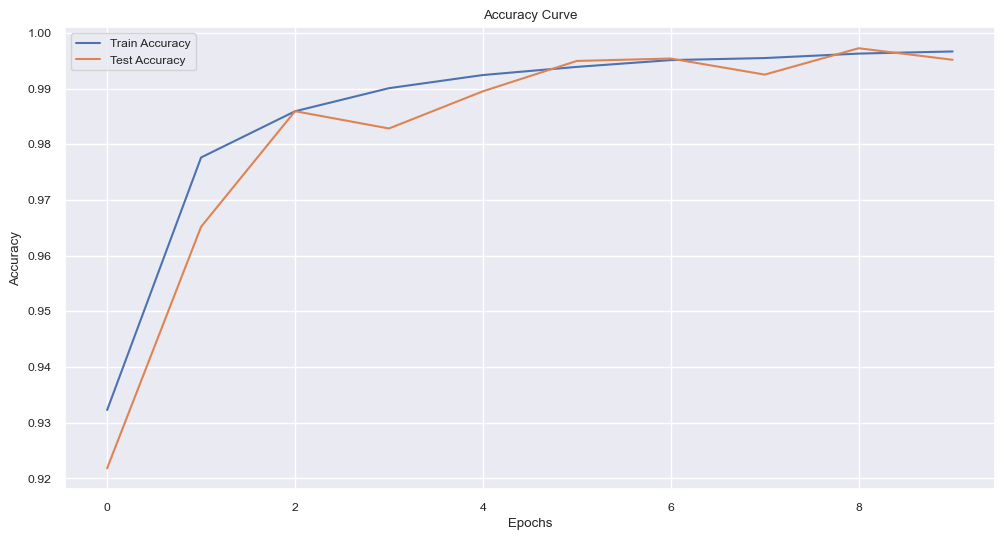 Accuracy Curve
Train Accuracy
Test Accuracy
1.00
0.99
0.98
0.97
0.96
0.95
0.94
0.93
0.92
Accuracy
0 2 4 6 8
Epochs